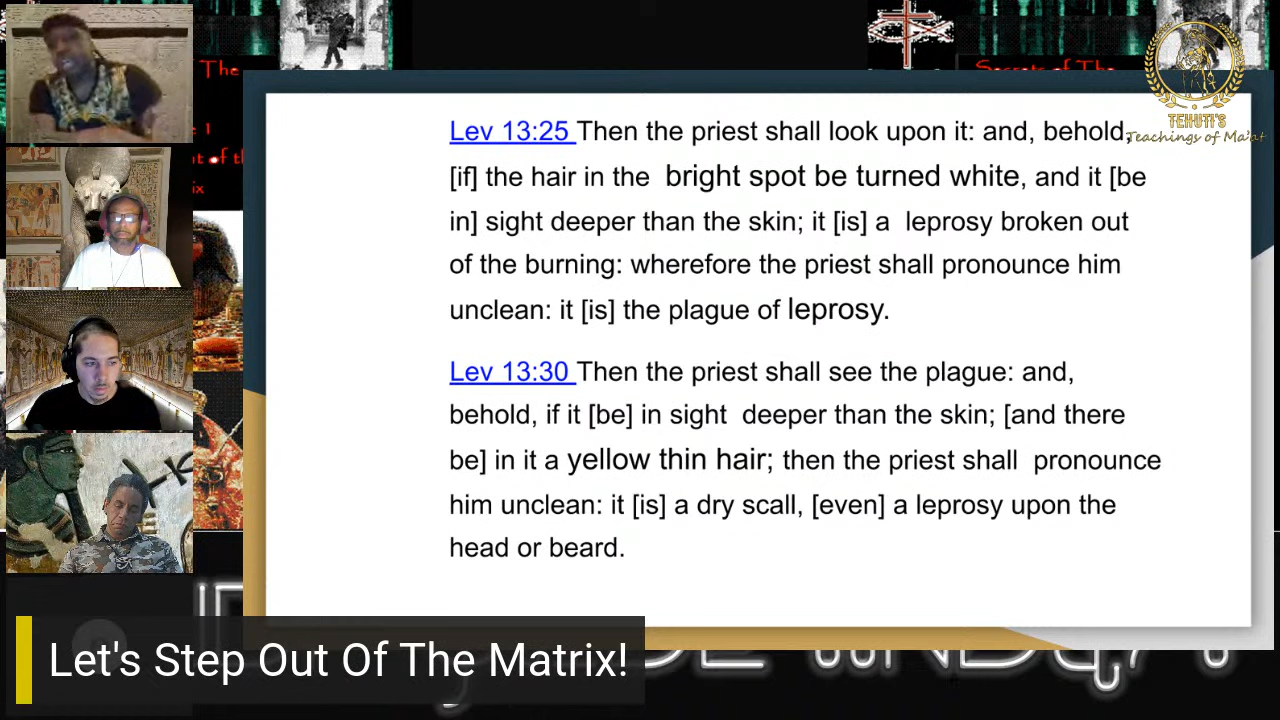 The
Secrets of The
TEHUTI'S
Teachings of Ma'at
Lev 13:25 Then the priest shall look upon it: and, behold,
[if] the hair in the bright spot be turned white, and it [be
in] sight deeper than the skin; it [is] a leprosy broken out
of the burning: wherefore the priest shall pronounce him
unclean: it [is] the plague of leprosy.
Lev 13:30 Then the priest shall see the plague: and,
behold, if it [be] in sight deeper than the skin; [and there
be] in it a yellow thin hair; then the priest shall pronounce
him unclean: it [is] a dry scall, [even] a leprosy upon the
head or beard.
Let's Step Out Of The Matrix!